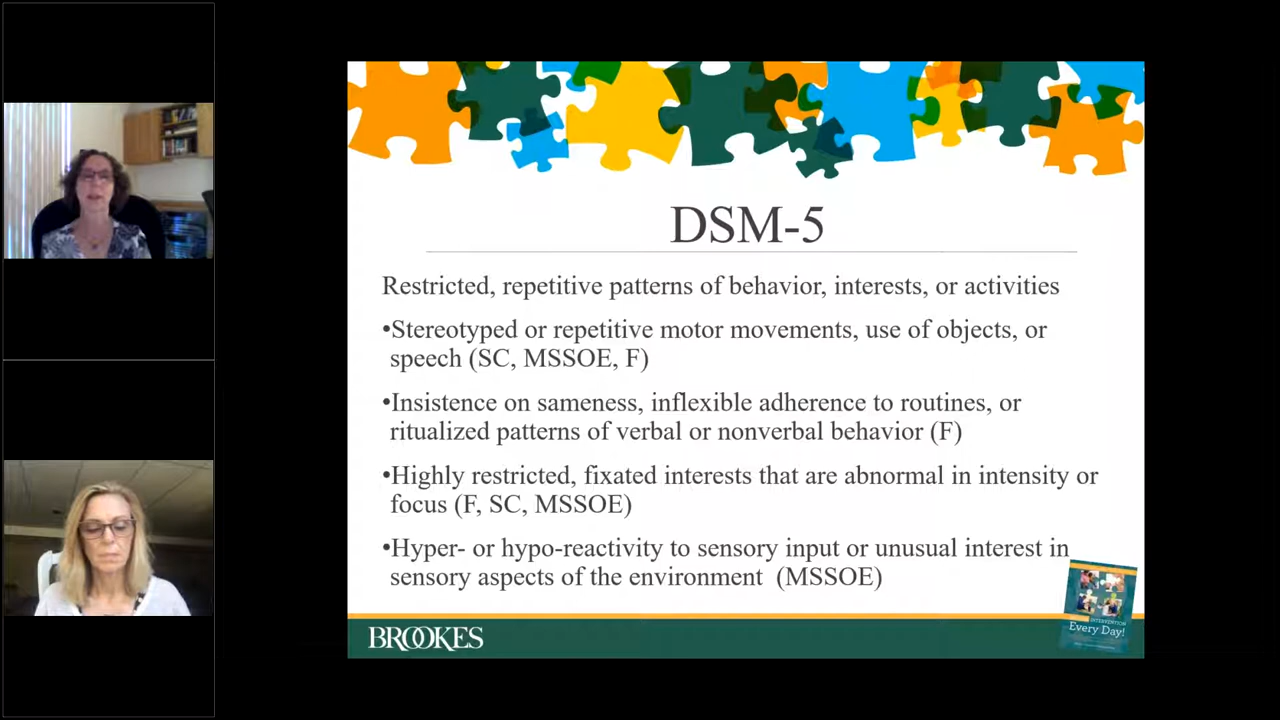 DSM-5
Restricted, repetitive patterns of behavior, interests, or activities
•Stereotyped or repetitive motor movements, use of objects, or
speech (SC, MSSOE, F)
•Insistence on sameness, inflexible adherence to routines, or
ritualized patterns of verbal or nonverbal behavior (F)
•Highly restricted, fixated interests that are abnormal in intensity or
focus (F, SC, MSSOE)
•Hyper- or hypo-reactivity to sensory input or unusual interest in
sensory aspects of the environment (MSSOE)
INTERVENTION
Every Day!
BROOKES